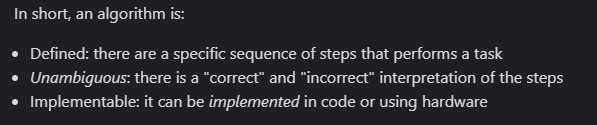 In short, an algorithm is:
• Defined: there are a specific sequence of steps that performs a task
• Unambiguous: there is a "correct" and "incorrect" interpretation of the steps
• Implementable: it can be implemented in code or using hardware